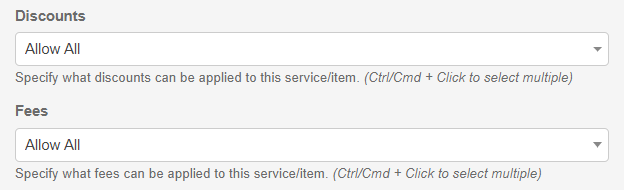 Discounts
Allow All
Specify what discounts can be applied to this service/item. (Ctrl/Cmd + Click to select multiple)
Fees
Allow All
Specify what fees can be applied to this service/item. (Ctrl/Cmd + Click to select multiple)